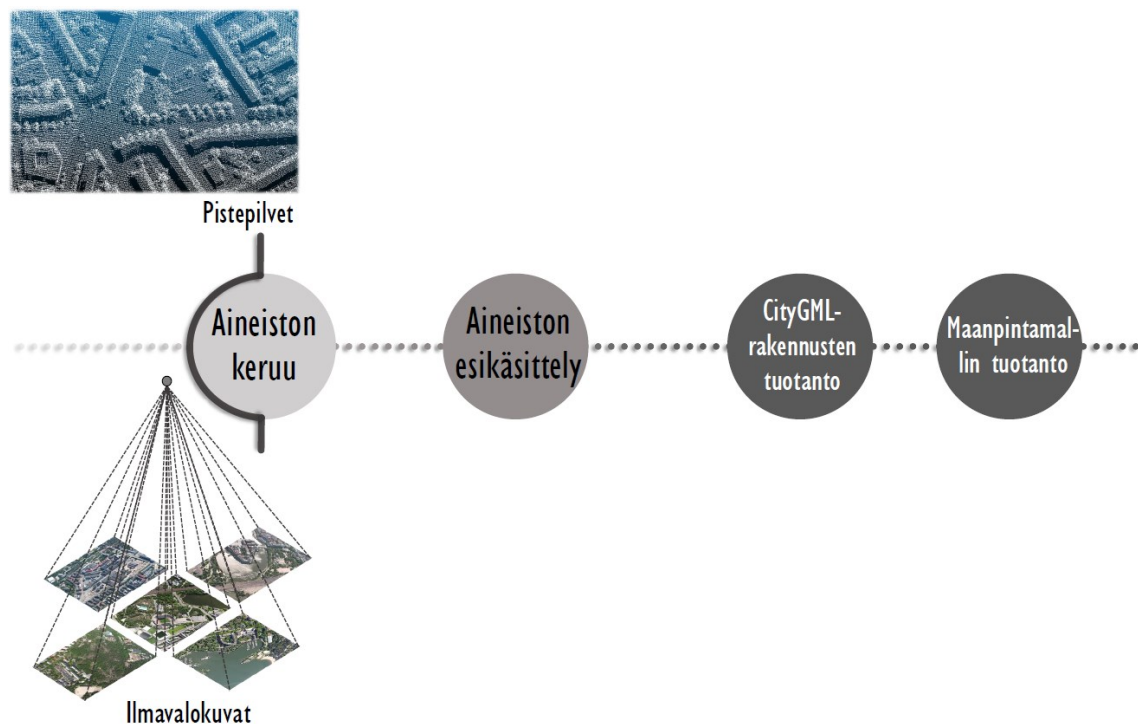 Pistepilvet
Aineiston
keruu
Aineiston
esikäsittely
CityGML-
rakennusten
tuotanto
Maanpintamal-
lin tuotanto
Ilmavalokuvat